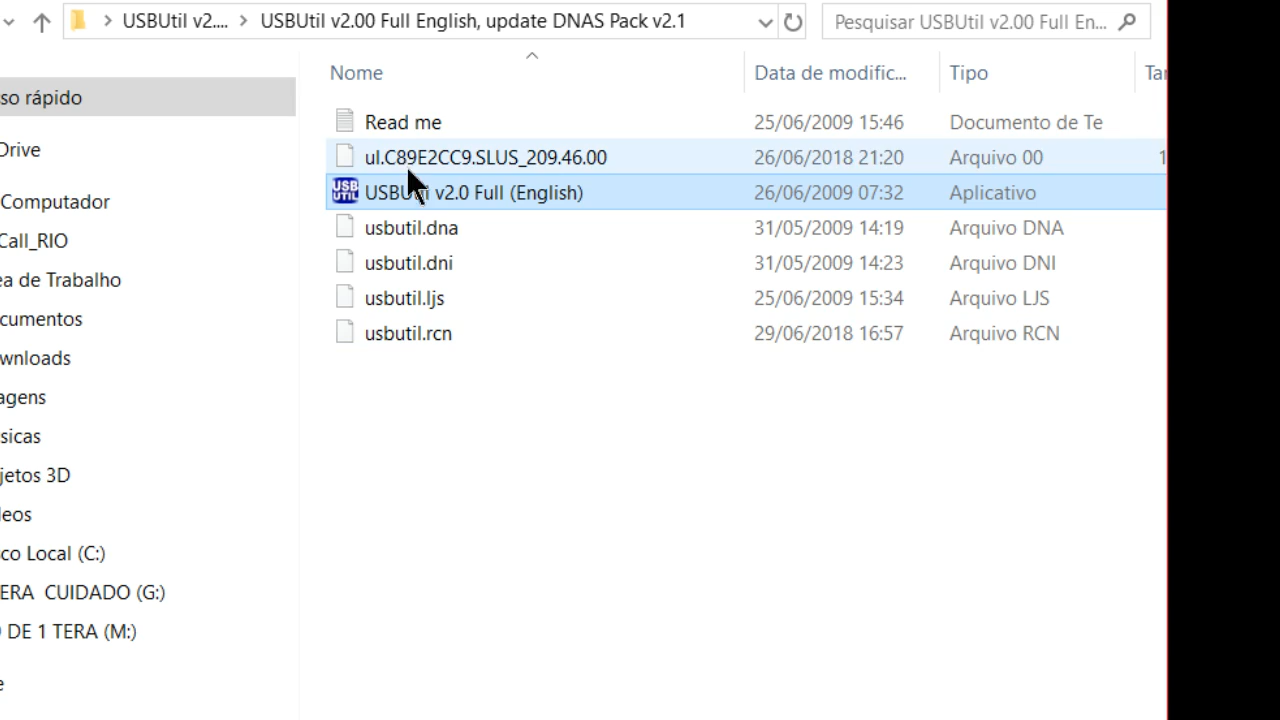 USBUtil v2.... USBUtil v2.00 Full English, update DNAS Pack v2.1 Pesquisar USBUtil v2.00 Full En...
Nome Data de modific... Tipo Tar
so rápido
Drive
Computador
Call_RIO
ea de Trabalho
cumentos
wnloads
agens
sicas
jetos 3D
leos
co Local (C:)
ERA CUIDADO (G:)
DE 1 TERA (M:)
e
Read me 25/06/2009 15:46 Documento de Te
ul.C89E2CC9.SLUS_209.46.00 26/06/2018 21:20 Arquivo 00 1
USB UTIL USBUtil v2.0 Full (English) 26/06/2009 07:32 Aplicativo
usbutil.dna 31/05/2009 14:19 Arquivo DNA
usbutil.dni 31/05/2009 14:23 Arquivo DNI
usbutil.ljs 25/06/2009 15:34 Arquivo LJS
usbutil.rcn 29/06/2018 16:57 Arquivo RCN